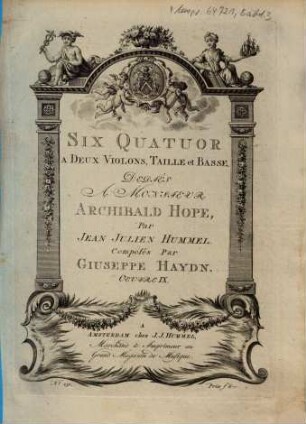 SIX QUATUOR
A DEUX VIOLONS, TAILLE et BASSE,
Dediés
A MONSIEUR
ARCHIBALD HOPE,
Par
JEAN JULIEN HUMMEL.
Composés Par
GIUSEPPE HAYDN.
OEUVRE IX.
A
AMSTERDAM chez J. J. HUMMEL,
Marchand & Imprimeur au
Grand Magazin de Musique.